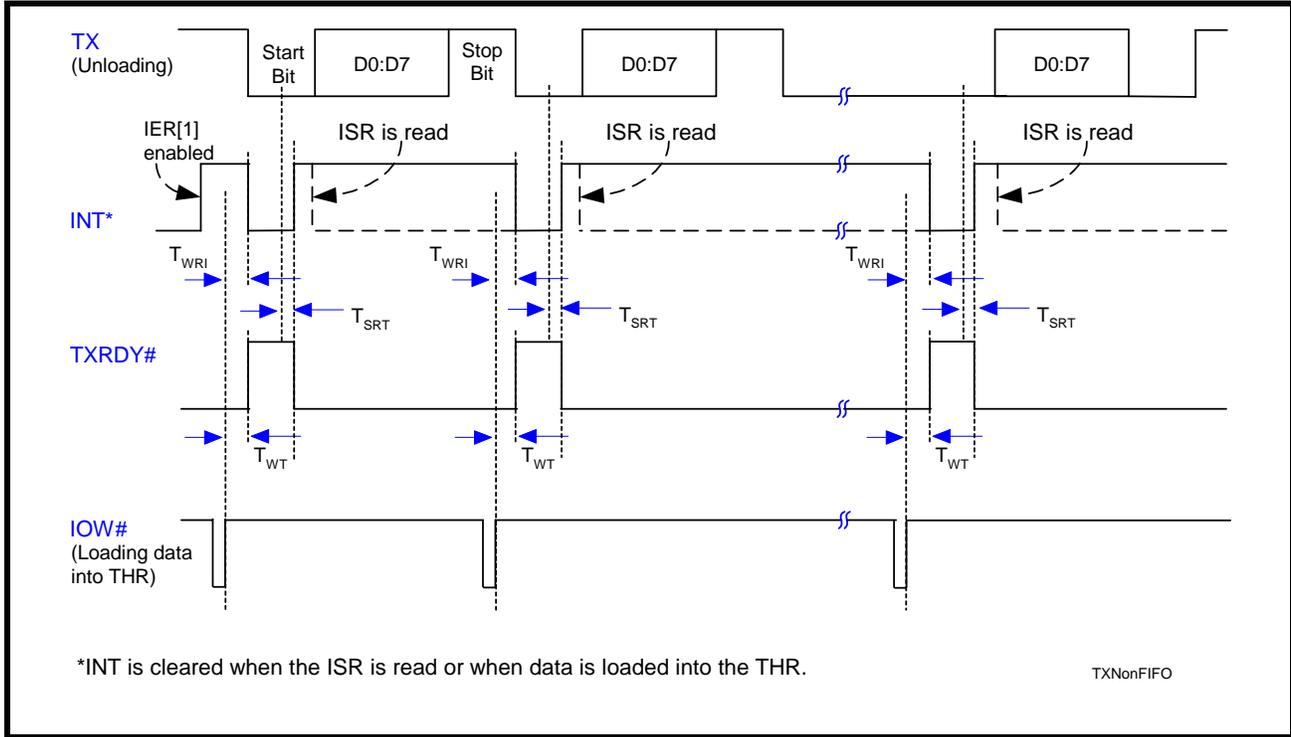 TX
(Unloading)
Start
Bit
D0:D7
Stop
Bit
D0:D7
D0:D7
IER[1]
enabled
ISR is read
ISR is read
ISR is read
INT*
TWRI
TWRI
TWRI
TSRT
TSRT
TSRT
TXRDY#
TWT
TWT
TWT
IOW#
(Loading data
into THR)
*INT is cleared when the ISR is read or when data is loaded into the THR.
TXNonFIFO